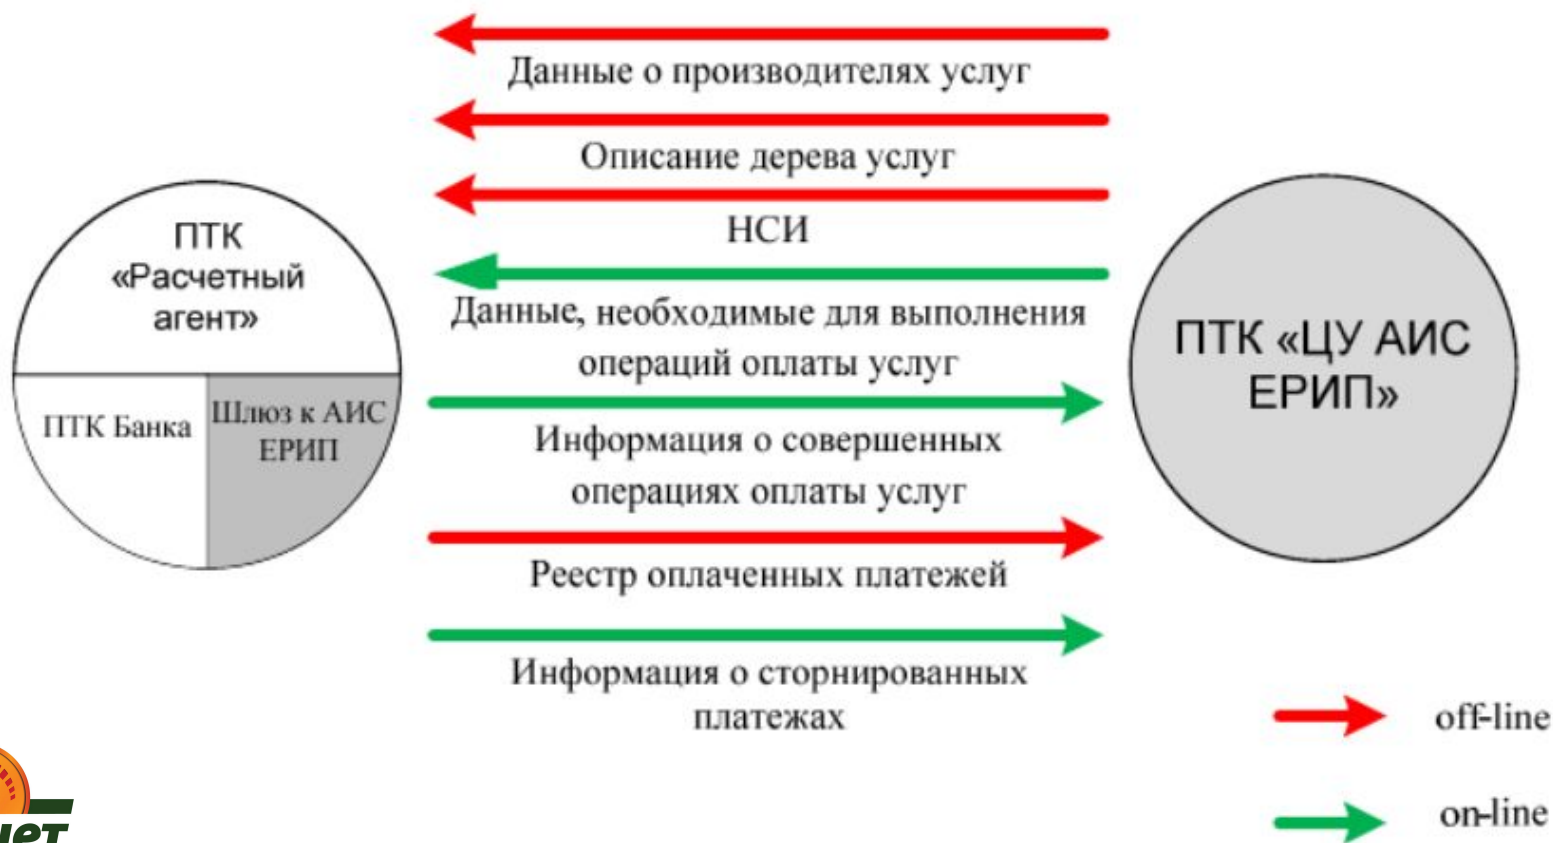 Данные о производителях услуг
Описание дерева услуг
НСИ
Данные, необходимые для выполнения
операций оплаты услуг
Информация о совершенных
операциях оплаты услуг
Реестр оплаченных платежей
Информация о сторнированных
платежах
ПТК
«Расчетный
агент»
ПТК Банка
Шлюз к АИС
ЕРИП
ПТК «ЦУ АИС
ЕРИП»
off-line
on-line